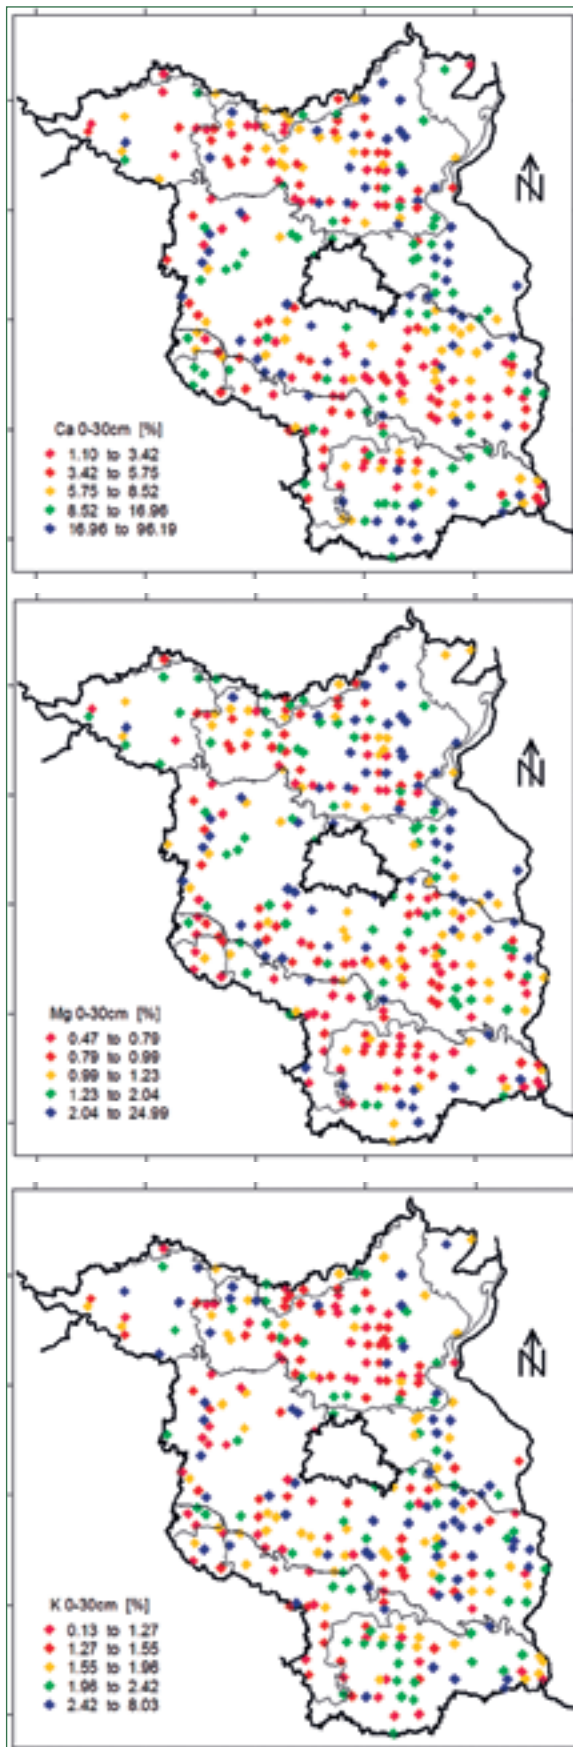 N
Ca 0-30cm [%]
1.10 to 3.42
3.42 to 5.75
5.75 to 8.52
8.52 to 16.96
16.96 to 96.19
N
Mg 0-30cm [%]
0.47 to 0.79
0.79 to 0.99
0.99 to 1.23
1.23 to 2.04
2.04 to 24.99
N
K 0-30cm [%]
0.13 to 1.27
1.27 to 1.55
1.55 to 1.96
1.96 to 2.42
2.42 to 8.03